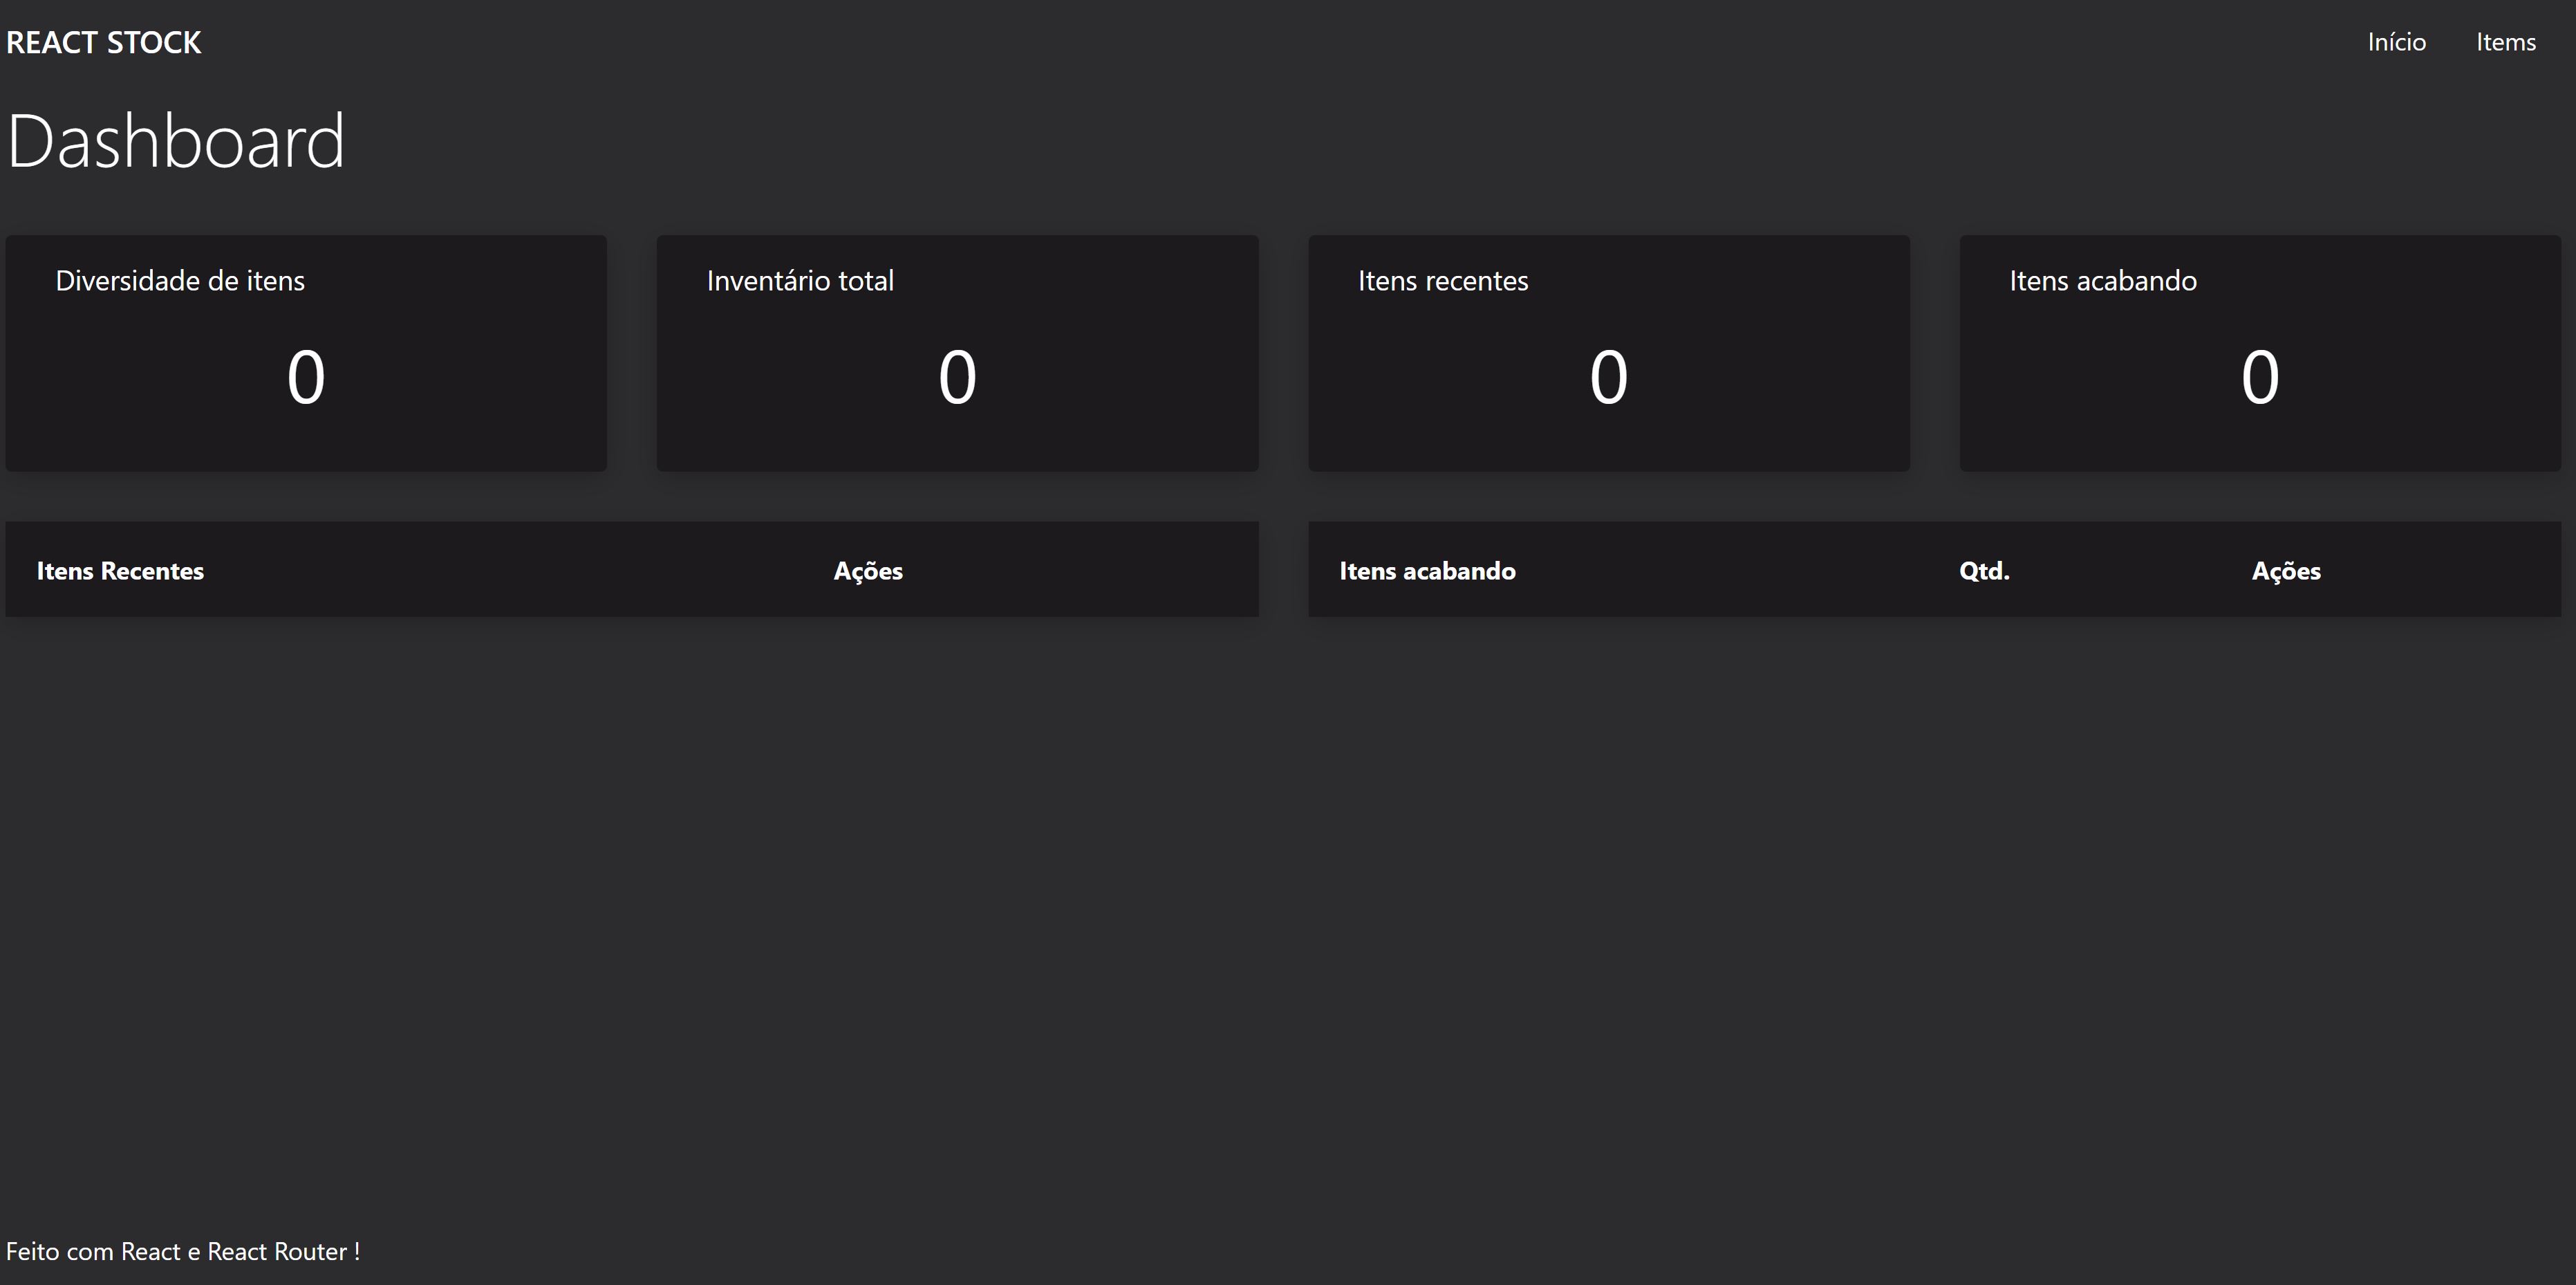 REACT STOCK
Início Items
Dashboard
Diversidade de itens
0
Inventário total
0
Itens recentes
0
Itens acabando
0
Itens Recentes Ações
Itens acabando Qtd. Ações
Feito com React e React Router !